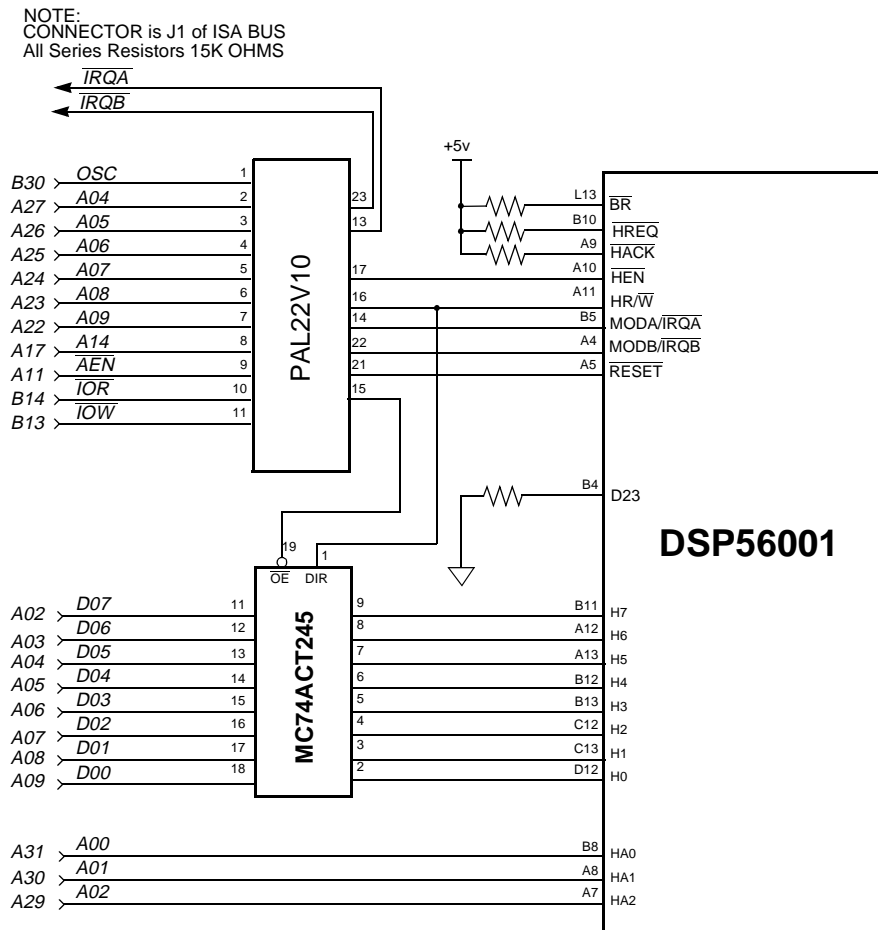 NOTE:
CONNECTOR is J1 of ISA BUS
All Series Resistors 15K OHMS
IRQA
IRQB
+5v
B30 OSC 1
A27 A04 2
A26 A05 3
A25 A06 4
A24 A07 5
A23 A08 6
A22 A09 7
A17 A14 8
A11 AEN 9
B14 IOR 10
B13 IOW 11
PAL22V10
23
13
17
16
14
22
21
15
L13 BR
B10 HREQ
A9 HACK
A10 HEN
A11 HR/W
B5 MODA/IRQA
A4 MODB/IRQB
A5 RESET
B4 D23
DSP56001
19 1
OE DIR
MC74ACT245
A02 D07 11 9 B11 H7
A03 D06 12 8 A12 H6
A04 D05 13 7 A13 H5
A05 D04 14 6 B12 H4
A06 D03 15 5 B13 H3
A07 D02 16 4 C12 H2
A08 D01 17 3 C13 H1
A09 D00 18 2 D12 H0
A31 A00 B8 HA0
A30 A01 A8 HA1
A29 A02 A7 HA2